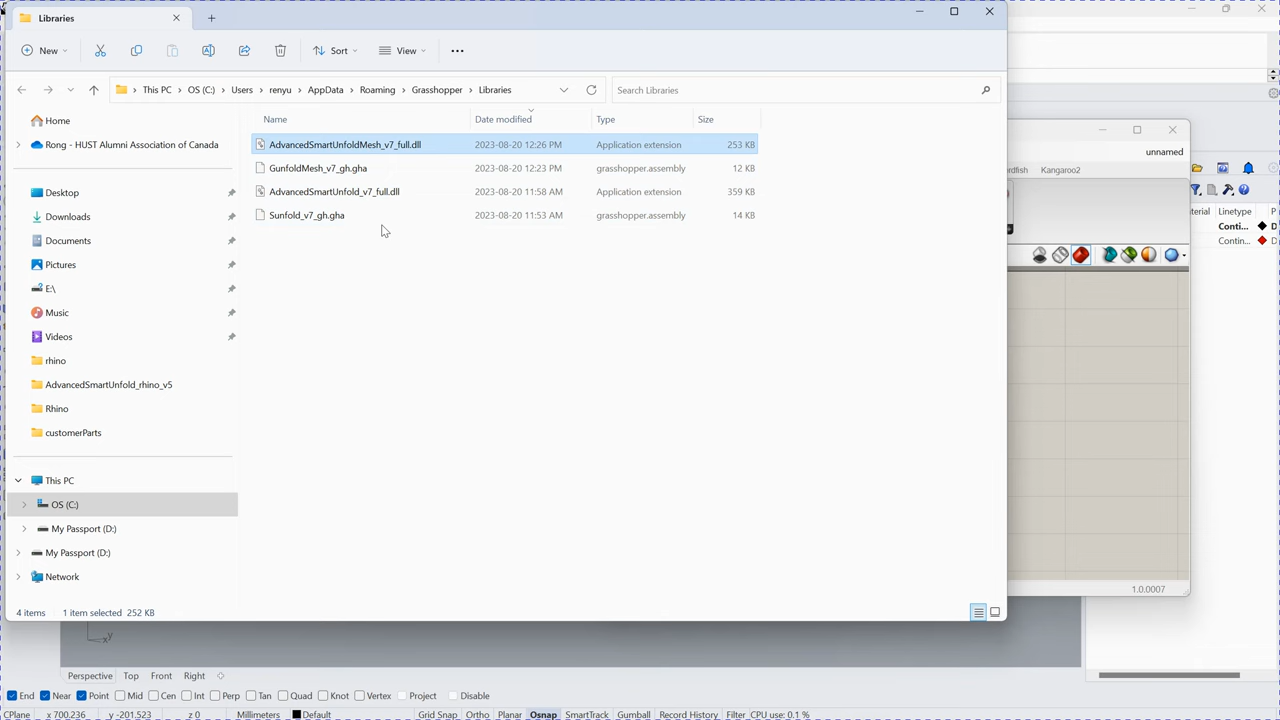 Libraries
New
Sort
View
This PC
OS (C:)
Users
renyu
AppData
Roaming
Grasshopper
Libraries
Search Libraries
Name
Date modified
Type
Size
AdvancedSmartUnfoldMesh_v7_full.dll
2023-08-20 12:26 PM
Application extension
253 KB
GunfoldMesh_v7_gh.gha
2023-08-20 12:23 PM
grasshopper.assembly
12 KB
AdvancedSmartUnfold_v7_full.dll
2023-08-20 11:58 AM
Application extension
359 KB
Sunfold_v7_gh.gha
2023-08-20 11:53 AM
grasshopper.assembly
14 KB
Home
Rong - HUST Alumni Association of Canada
Desktop
Downloads
Documents
Pictures
E:\
Music
Videos
rhino
AdvancedSmartUnfold_rhino_v5
Rhino
customerParts
This PC
OS (C:)
My Passport (D:)
My Passport (D:)
Network
4 items
1 item selected 252 KB
unnamed
rdfish
Kangaroo2
terial
Linetype
P
Conti...
D
Contin...
D
1.0.0007
xy
Perspective
Top
Front
Right
End
Near
Point
Mid
Cen
Int
Perp
Tan
Quad
Knot
Vertex
Project
Disable
CPlane
x 700.236
y -201.523
z 0
Millimeters
Default
Grid Snap
Ortho
Planar
Osnap
SmartTrack
Gumball
Record History
Filter
CPU use: 0.1 %